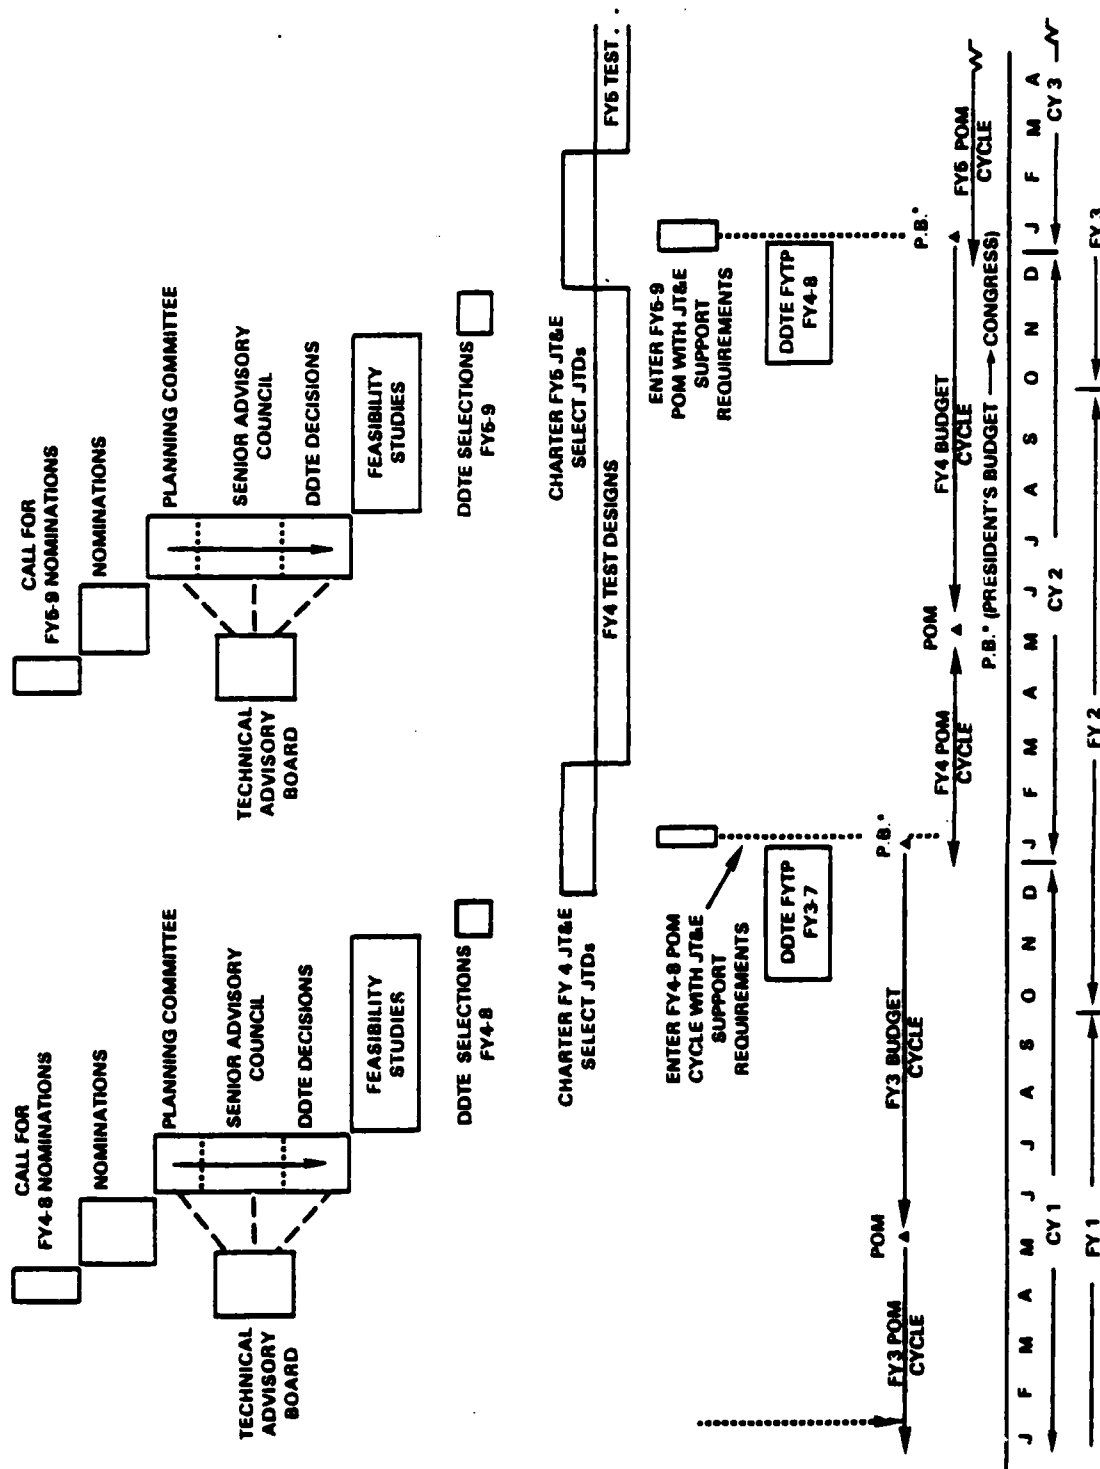 CALL FOR
FY4-8 NOMINATIONS
NOMINATIONS
PLANNING COMMITTEE
SENIOR ADVISORY
COUNCIL
DDTE DECISIONS
TECHNICAL
ADVISORY
BOARD
FEASIBILITY
STUDIES
DDTE SELECTIONS
FY4-8
CALL FOR
FY5-9 NOMINATIONS
NOMINATIONS
PLANNING COMMITTEE
SENIOR ADVISORY
COUNCIL
DDTE DECISIONS
TECHNICAL
ADVISORY
BOARD
FEASIBILITY
STUDIES
DDTE SELECTIONS
FY5-9
CHARTER FY 4 JT&E
SELECT JTDs
CHARTER FY5 JT&E
SELECT JTDs
FY4 TEST DESIGNS
FY5 TEST.
ENTER FY4-8 POM
CYCLE WITH JT&E
SUPPORT
REQUIREMENTS
DDTE FYTP
FY3-7
ENTER FY5-9
POM WITH JT&E
SUPPORT
REQUIREMENTS
DDTE FYTP
FY4-8
FY3 POM
CYCLE
POM
FY3 BUDGET
CYCLE
P.B.*
FY4 POM
CYCLE
POM
FY4 BUDGET
CYCLE
P.B.*
FY5 POM
CYCLE
P.B.* (PRESIDENT'S BUDGET → CONGRESS)
J F M A M J J A S O N D J F M A M J J A S O N D J F M A
CY 1 CY 2 CY 3
FY 1 FY 2 FY 3